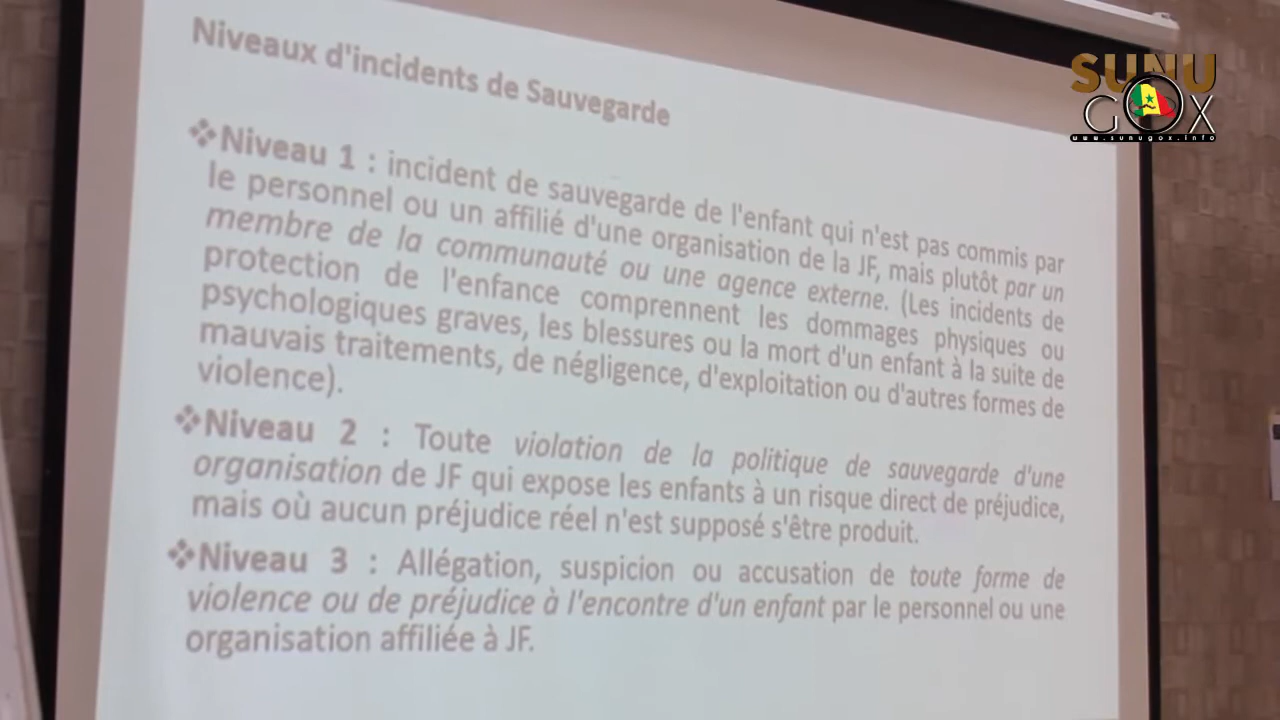 SUNU
GOX
www.sunugox.info
Niveaux d'incidents de Sauvegarde
❖Niveau 1 : incident de sauvegarde de l'enfant qui n'est pas commis par
le personnel ou un affilié d'une organisation de la JF, mais plutôt par un
membre de la communauté ou une agence externe. (Les incidents de
protection de l'enfance comprennent les dommages physiques ou
psychologiques graves, les blessures ou la mort d'un enfant à la suite de
mauvais traitements, de négligence, d'exploitation ou d'autres formes de
violence).
❖Niveau 2 : Toute violation de la politique de sauvegarde d'une
organisation de JF qui expose les enfants à un risque direct de préjudice,
mais où aucun préjudice réel n'est supposé s'être produit.
❖Niveau 3 : Allégation, suspicion ou accusation de toute forme de
violence ou de préjudice à l'encontre d'un enfant par le personnel ou une
organisation affiliée à JF.